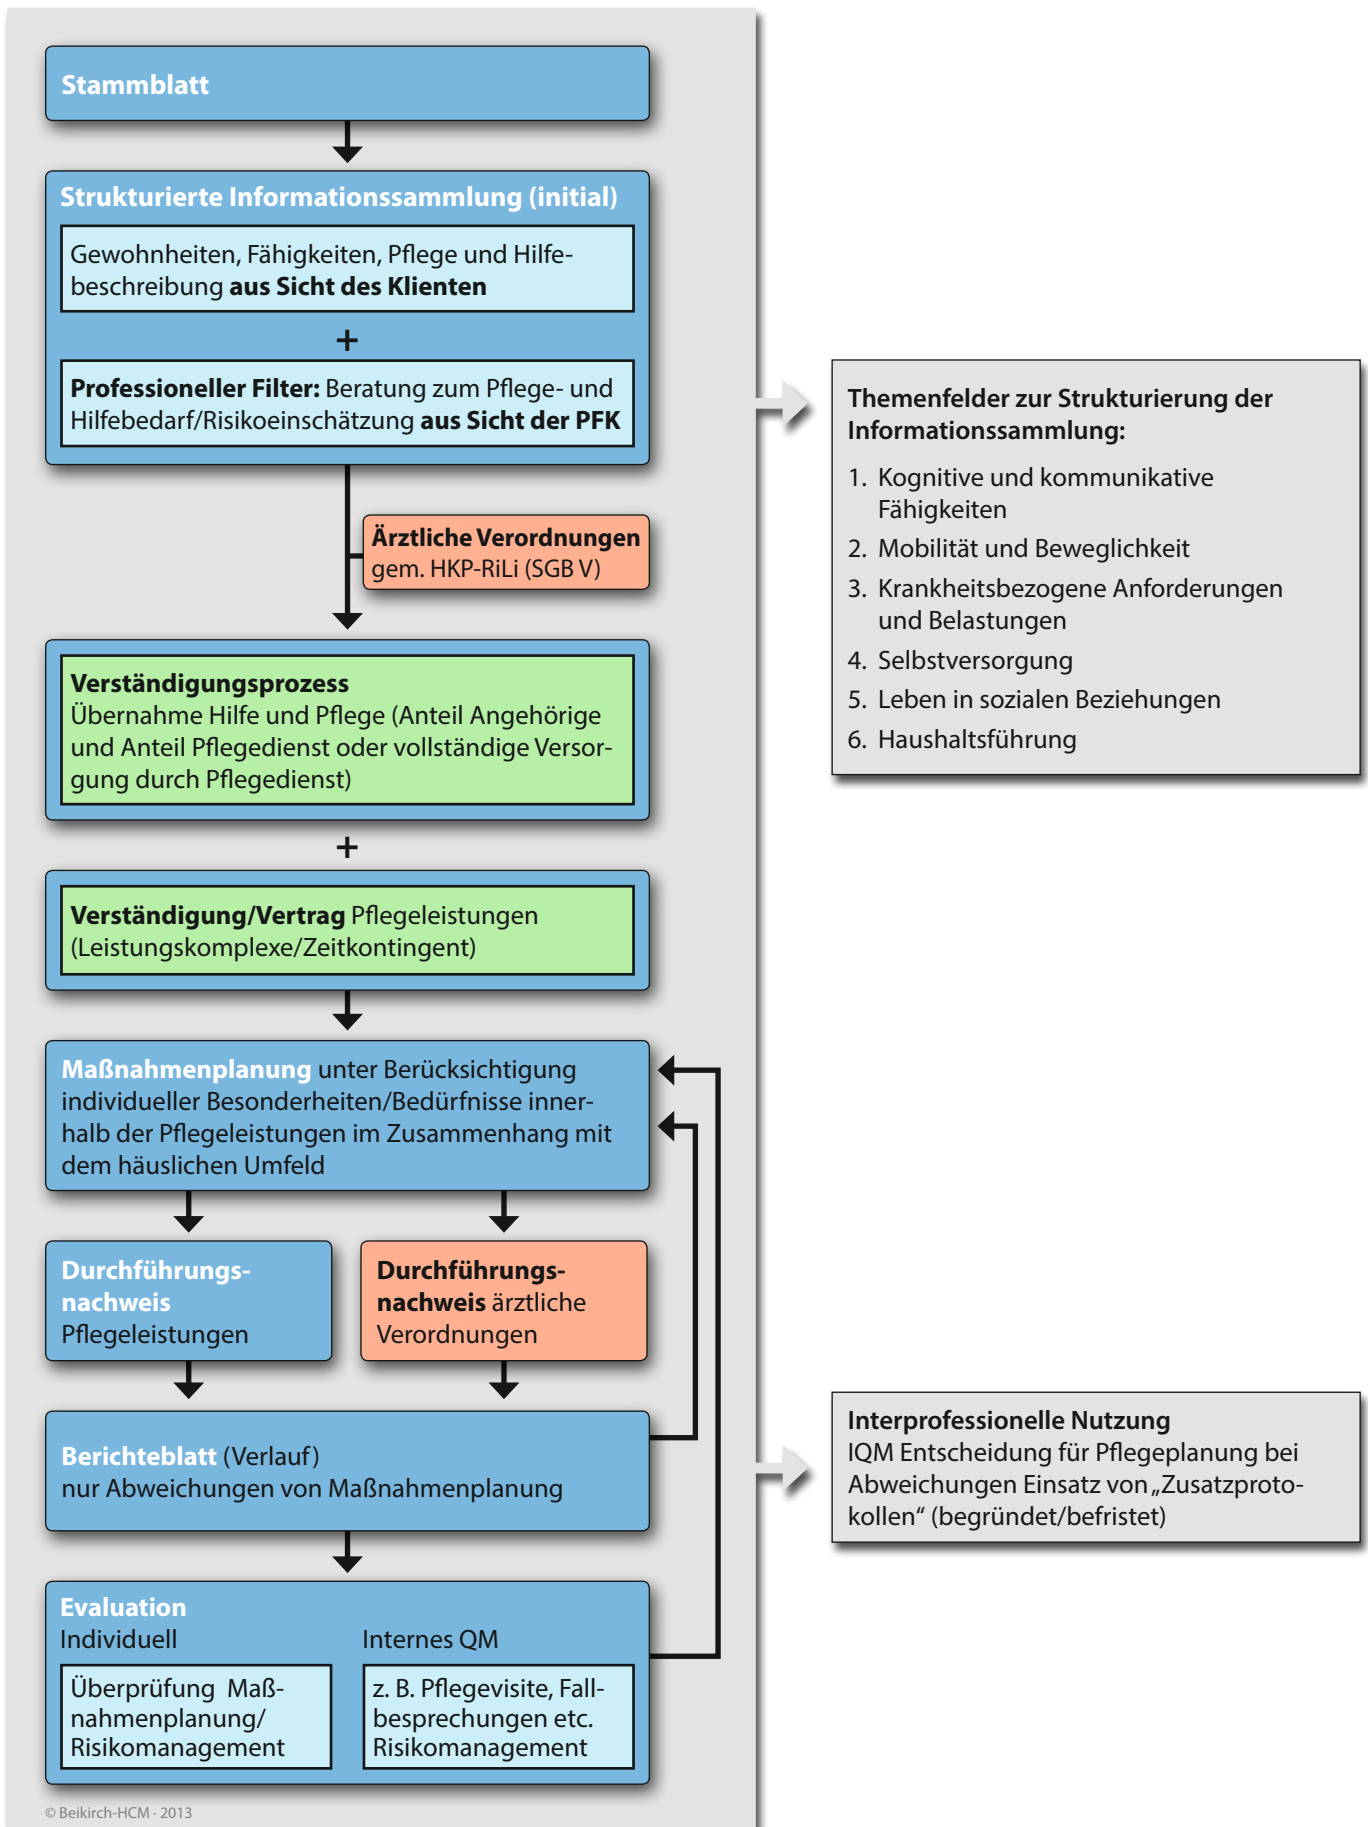 Stammblatt
Strukturierte Informationssammlung (initial)
Gewohnheiten, Fähigkeiten, Pflege und Hilfe-
beschreibung aus Sicht des Klienten
+
Professioneller Filter: Beratung zum Pflege- und
Hilfebedarf/Risikoeinschätzung aus Sicht der PFK
Ärztliche Verordnungen
gem. HKP-RiLi (SGB V)
Verständigungsprozess
Übernahme Hilfe und Pflege (Anteil Angehörige
und Anteil Pflegedienst oder vollständige Versor-
gung durch Pflegedienst)
+
Verständigung/Vertrag Pflegeleistungen
(Leistungskomplexe/Zeitkontingent)
Maßnahmenplanung unter Berücksichtigung
individueller Besonderheiten/Bedürfnisse inner-
halb der Pflegeleistungen im Zusammenhang mit
dem häuslichen Umfeld
Durchführungs-
nachweis
Pflegeleistungen
Durchführungs-
nachweis ärztliche
Verordnungen
Berichteblatt (Verlauf)
nur Abweichungen von Maßnahmenplanung
Evaluation
Individuell
Überprüfung Maß-
nahmenplanung/
Risikomanagement
Internes QM
z. B. Pflegevisite, Fall-
besprechungen etc.
Risikomanagement
© Beikirch-HCM · 2013
Themenfelder zur Strukturierung der
Informationssammlung:
1. Kognitive und kommunikative
Fähigkeiten
2. Mobilität und Beweglichkeit
3. Krankheitsbezogene Anforderungen
und Belastungen
4. Selbstversorgung
5. Leben in sozialen Beziehungen
6. Haushaltsführung
Interprofessionelle Nutzung
IQM Entscheidung für Pflegeplanung bei
Abweichungen Einsatz von „Zusatzproto-
kollen“ (begründet/befristet)